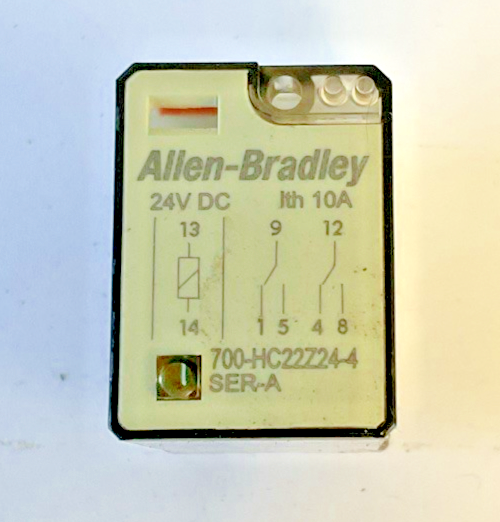 Allen-Bradley
24V DC Ith 10A
13 9 12
14 1 5 4 8
700-HC22Z24-4
SER-A